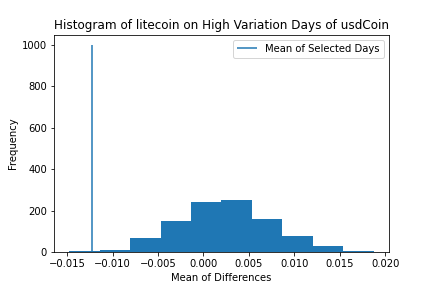 Histogram of litecoin on High Variation Days of usdCoin
Mean of Selected Days
Frequency
1000
800
600
400
200
0
−0.015 −0.010 −0.005 0.000 0.005 0.010 0.015 0.020
Mean of Differences